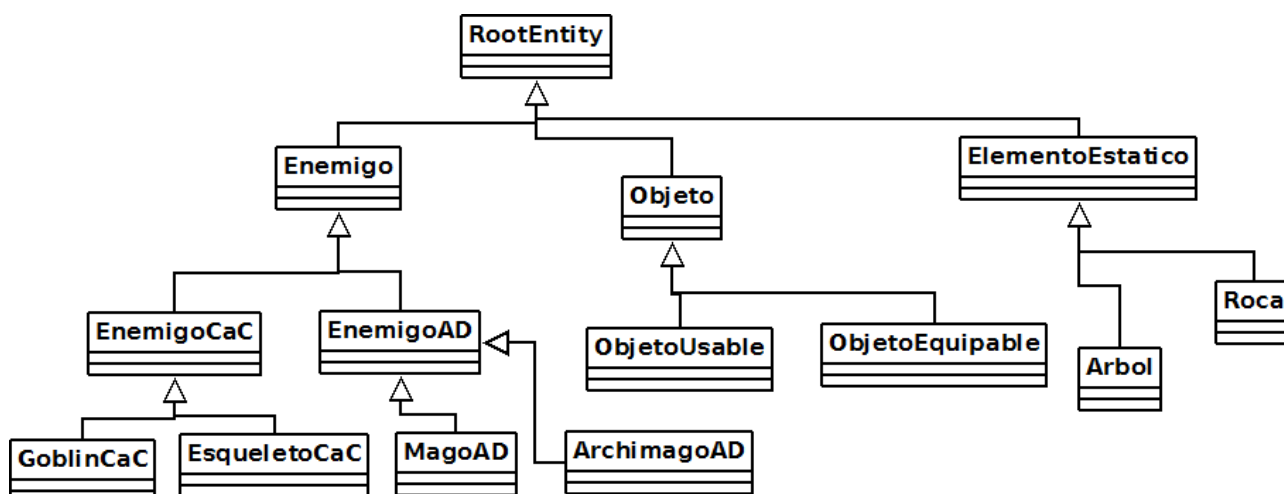 RootEntity
Enemigo
Objeto
ElementoEstatico
EnemigoCaC
EnemigoAD
ObjetoUsable
ObjetoEquipable
Arbol
Roca
GoblinCaC
EsqueletoCaC
MagoAD
ArchimagoAD